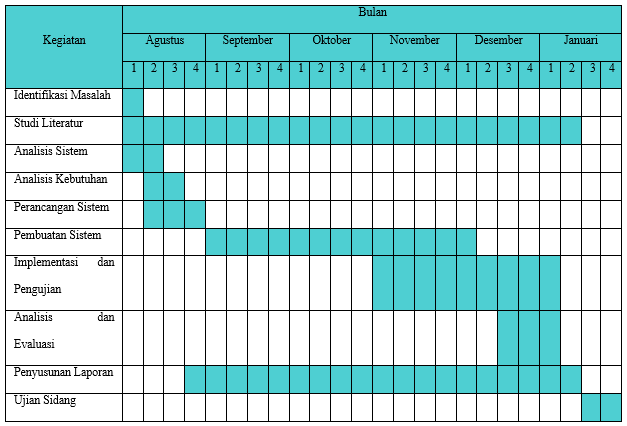 Bulan
Kegiatan
Agustus September Oktober November Desember Januari
1 2 3 4 1 2 3 4 1 2 3 4 1 2 3 4 1 2 3 4 1 2 3 4
Identifikasi Masalah
Studi Literatur
Analisis Sistem
Analisis Kebutuhan
Perancangan Sistem
Pembuatan Sistem
Implementasi dan
Pengujian
Analisis dan
Evaluasi
Penyusunan Laporan
Ujian Sidang